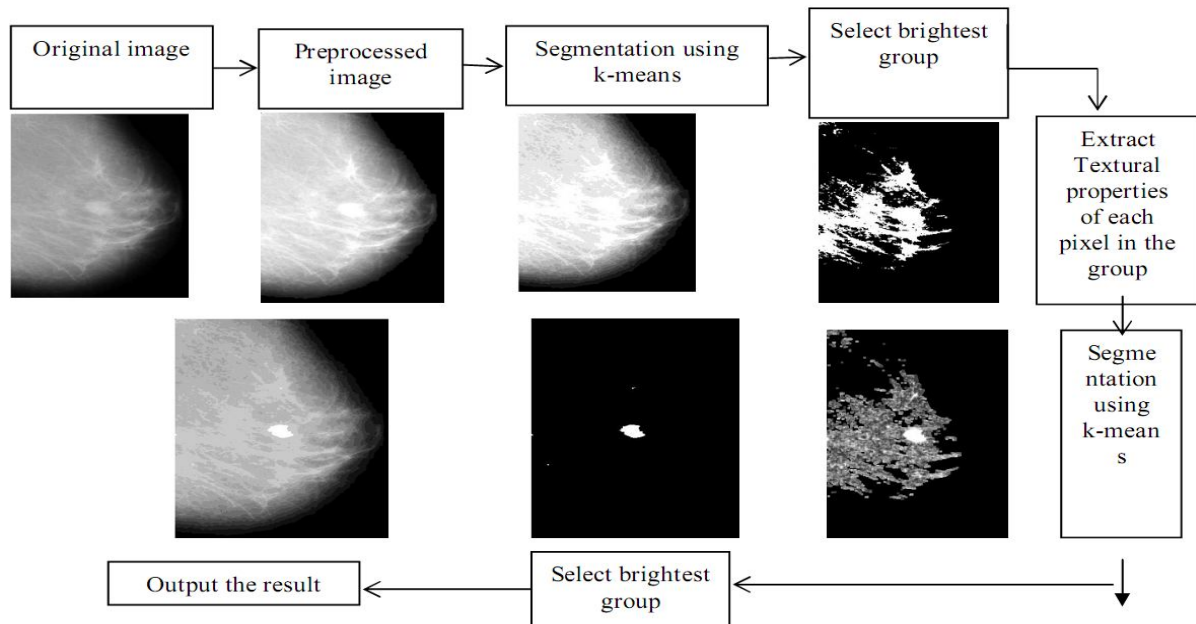 Original image
Preprocessed
image
Segmentation using
k-means
Select brightest
group
Extract
Textural
properties
of each
pixel in the
group
Segme
ntation
using
k-mean
s
Select brightest
group
Output the result